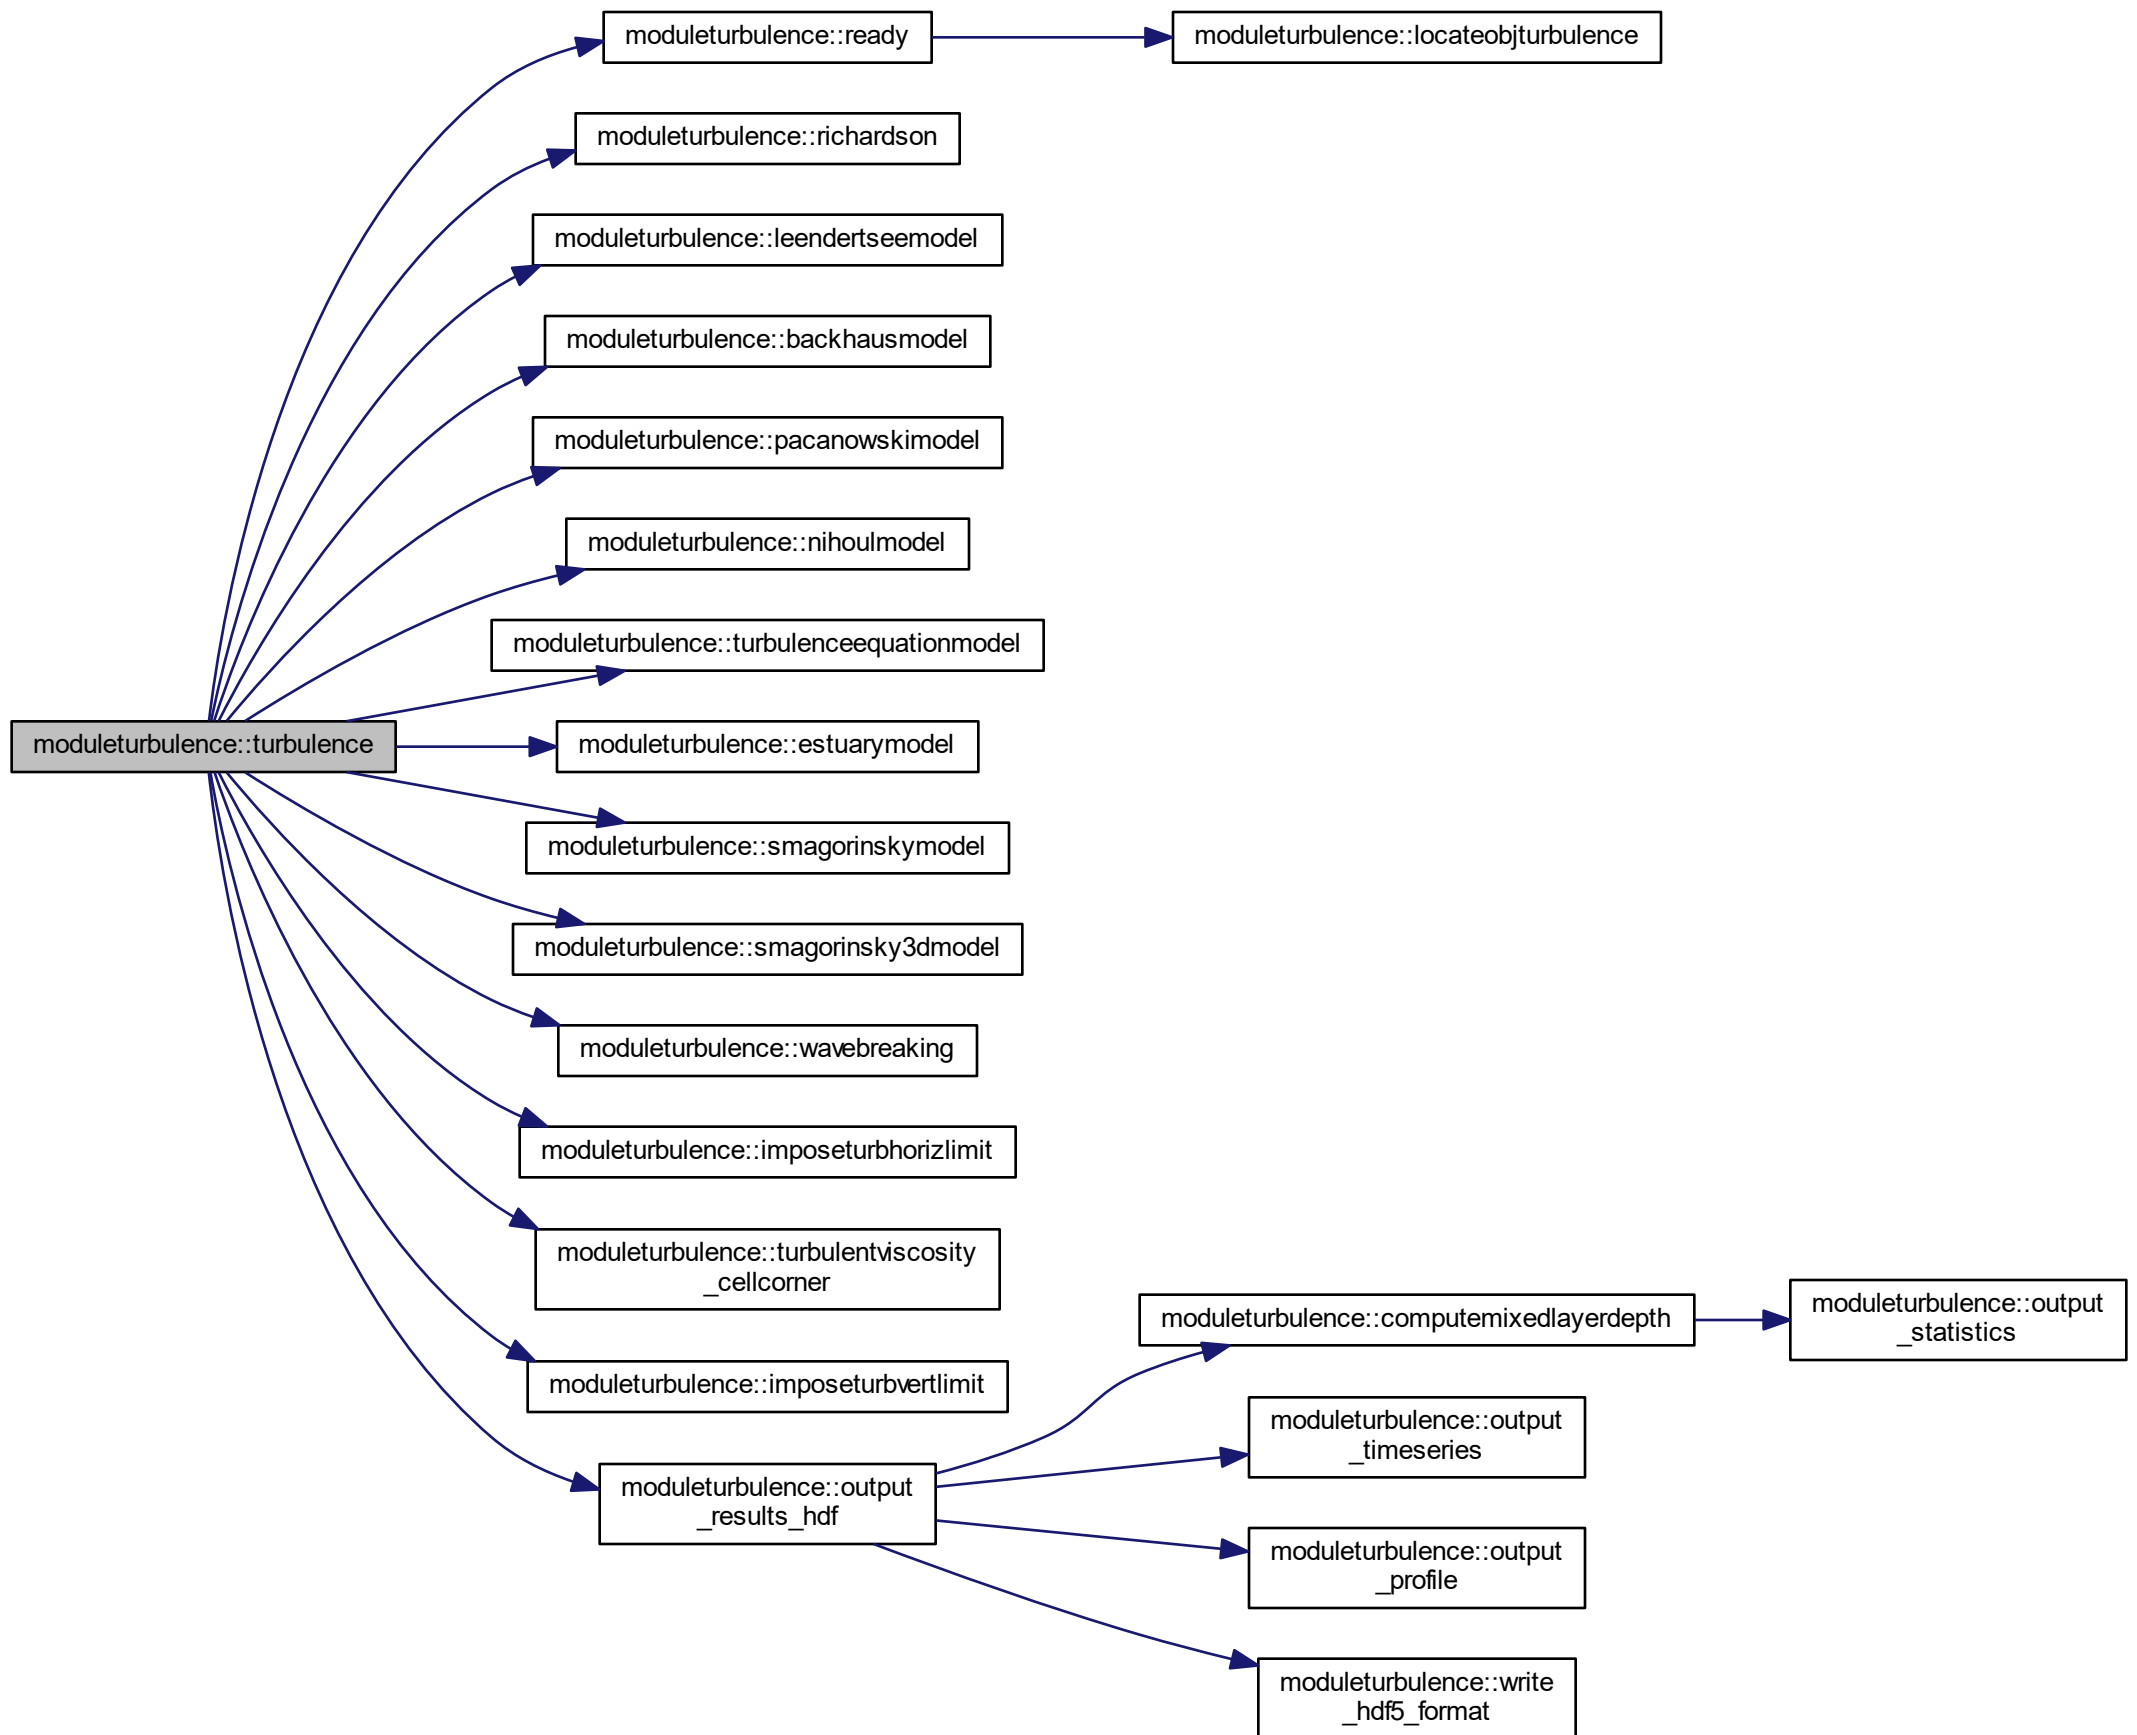 moduleturbulence::ready
moduleturbulence::locateobjturbulence
moduleturbulence::richardson
moduleturbulence::leendertseemodel
moduleturbulence::backhausmodel
moduleturbulence::pacanowskimodel
moduleturbulence::nihoulmodel
moduleturbulence::turbulenceequationmodel
moduleturbulence::turbulence
moduleturbulence::estuarymodel
moduleturbulence::smagorinskymodel
moduleturbulence::smagorinsky3dmodel
moduleturbulence::wavebreaking
moduleturbulence::imposeturbhorizlimit
moduleturbulence::turbulentviscosity
_cellcorner
moduleturbulence::computemixedlayerdepth
moduleturbulence::output
_statistics
moduleturbulence::imposeturbvertlimit
moduleturbulence::output
_timeseries
moduleturbulence::output
_results_hdf
moduleturbulence::output
_profile
moduleturbulence::write
_hdf5_format